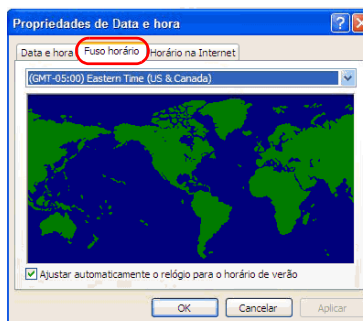 Propriedades de Data e hora
Data e hora Fuso horário Horário na Internet
(GMT-05:00) Eastern Time (US & Canada)
Ajustar automaticamente o relógio para o horário de verão
OK Cancelar Aplicar